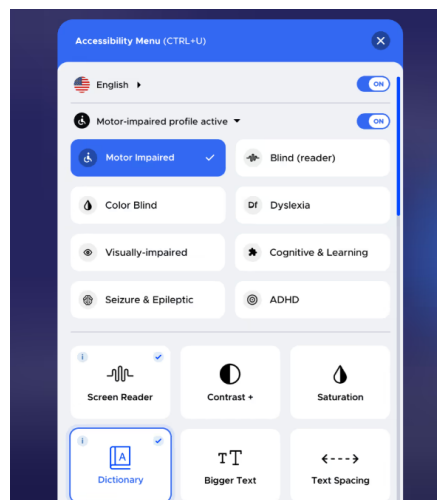 Accessibility Menu (CTRL+U)
English
ON
Motor-impaired profile active
ON
Motor Impaired
Blind (reader)
Color Blind
Df Dyslexia
Visually-impaired
Cognitive & Learning
Seizure & Epileptic
ADHD
i
Screen Reader
Contrast +
Saturation
i
A
Dictionary
TT
Bigger Text
Text Spacing